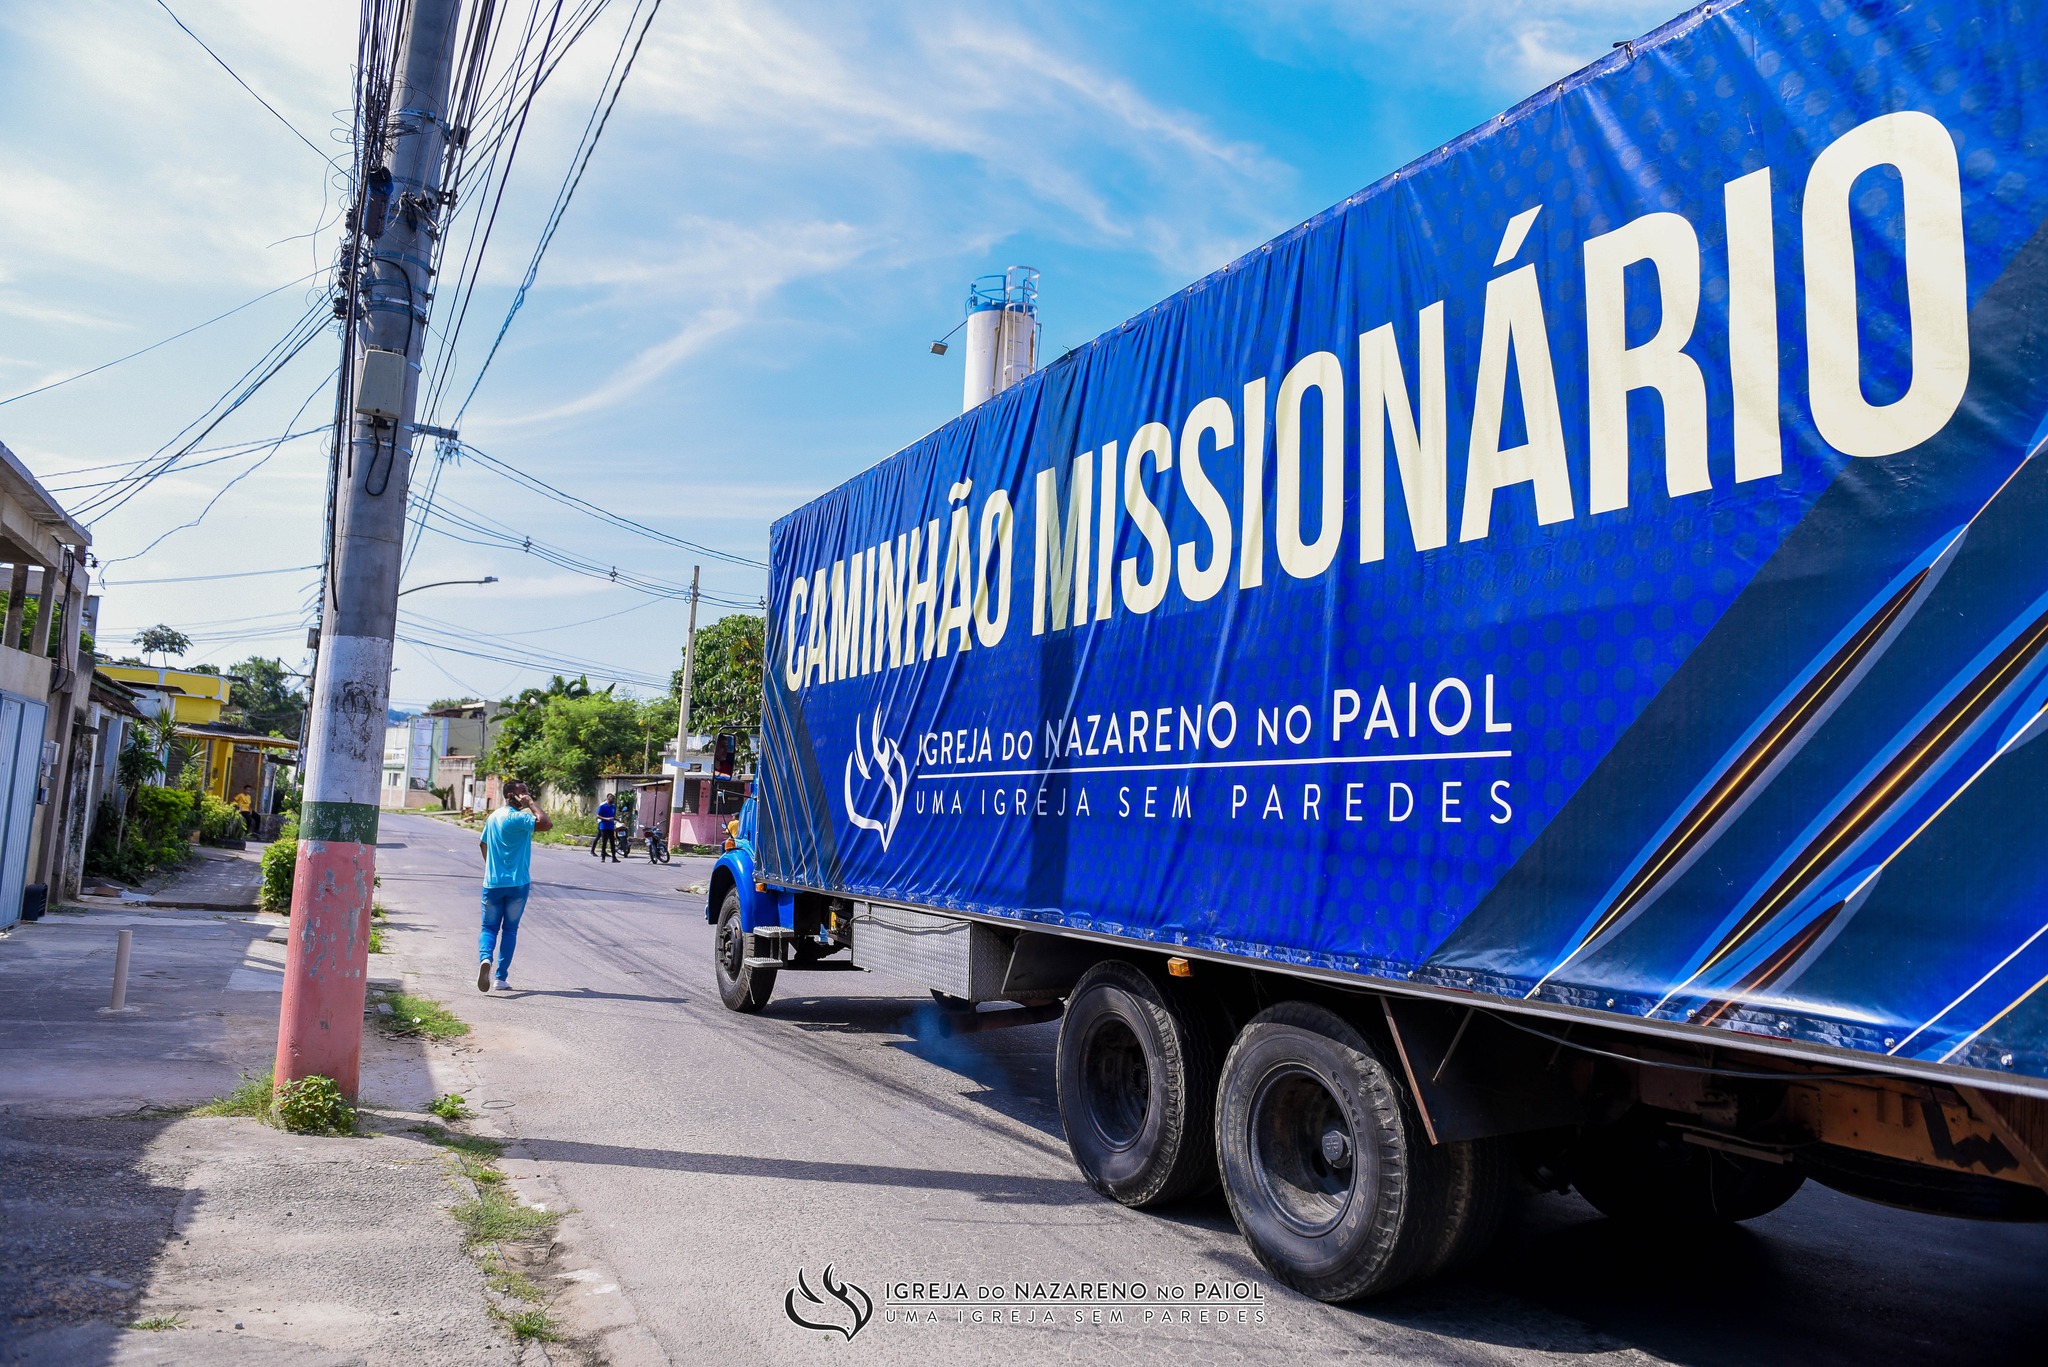 CAMINHÃO MISSIONÁRIO
IGREJA DO NAZARENO NO PAIOL
UMA IGREJA SEM PAREDES
IGREJA DO NAZARENO NO PAIOL
UMA IGREJA SEM PAREDES